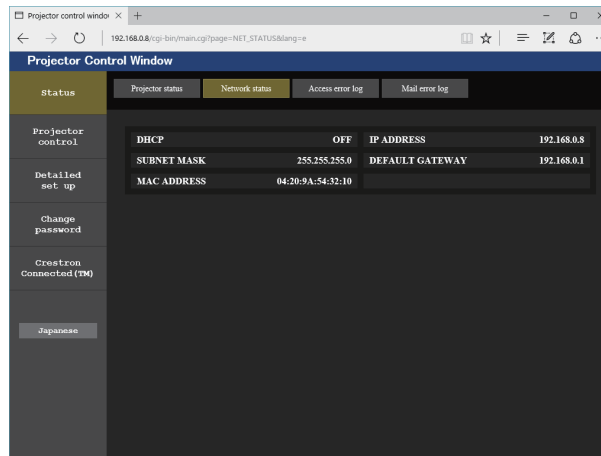 Projector control windo
192.168.0.8/cgi-bin/main.cgi?page=NET_STATUS&lang=e
Projector Control Window
Status
Projector status
Network status
Access error log
Mail error log
Projector
control
Detailed
set up
Change
password
Crestron
Connected(TM)
Japanese
DHCP OFF IP ADDRESS 192.168.0.8
SUBNET MASK 255.255.255.0 DEFAULT GATEWAY 192.168.0.1
MAC ADDRESS 04:20:9A:54:32:10